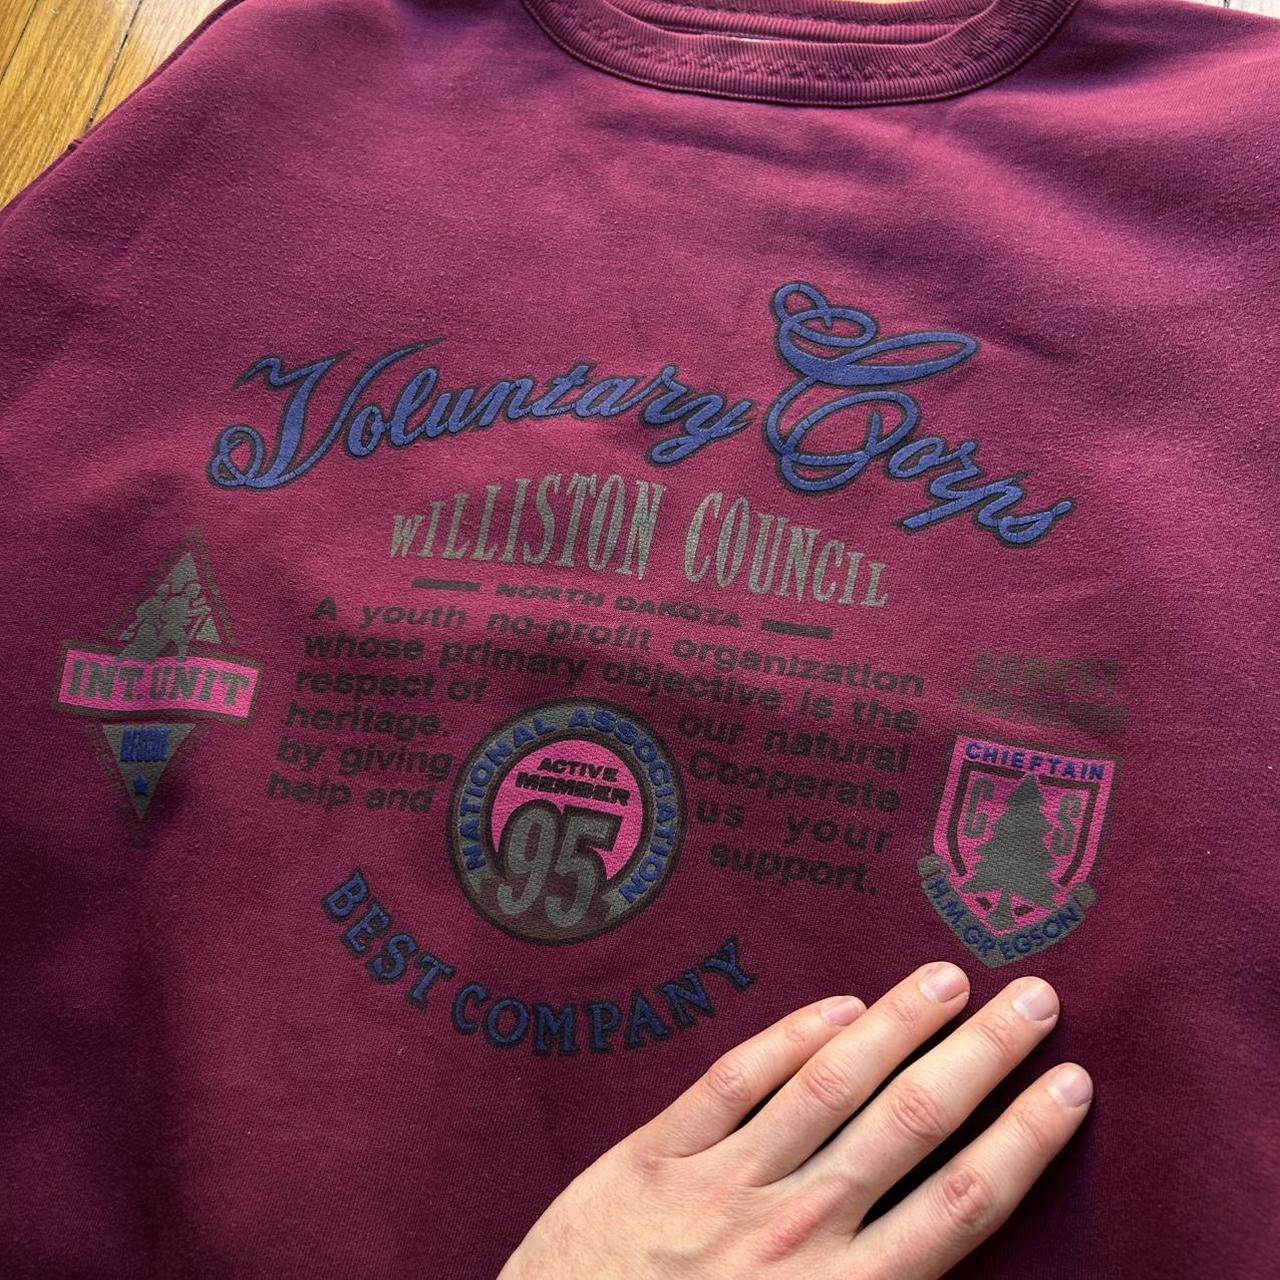 Voluntary Corps
WILLISTON COUNCIL
NORTH DAKOTA
A youth no-profit organization
whose primary objective is the
respect of our natural
heritage. Cooperate
by giving us your
help and support.
NATIONAL ASSOCIATION
ACTIVE
MEMBER
95
BEST COMPANY
INT.UNIT
RESCUE
FOREST
CHIEFTAIN
C S
H.M.GREGSON